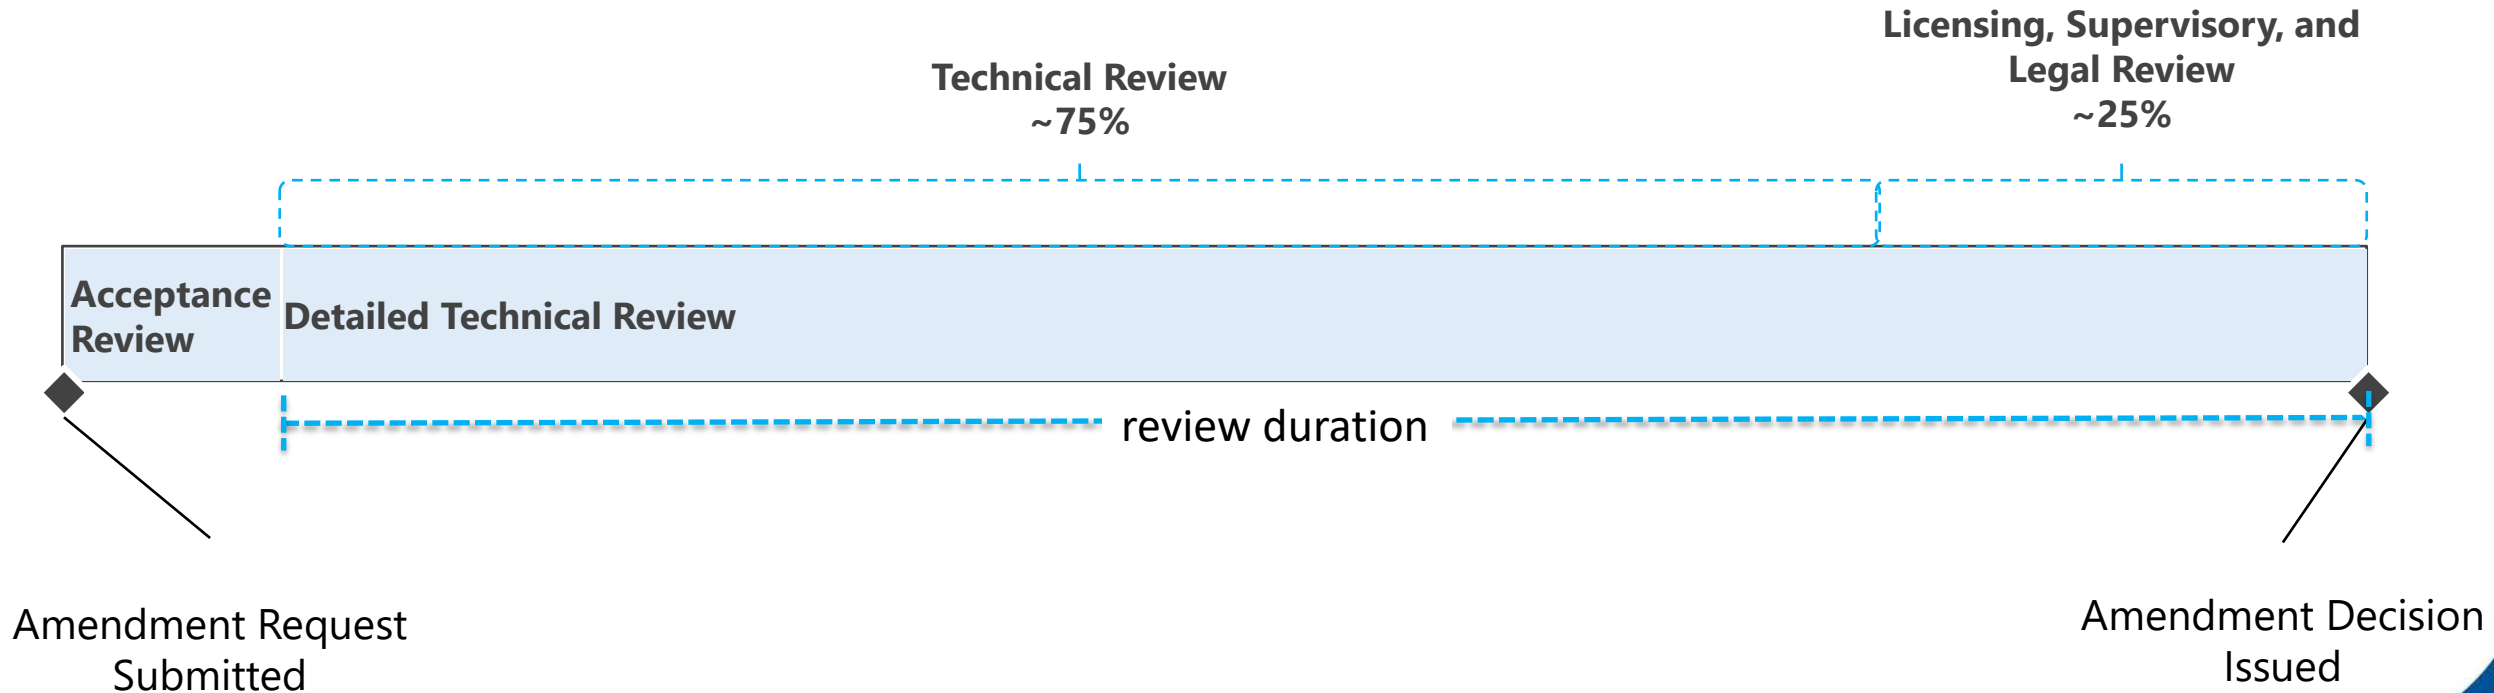 Licensing, Supervisory, and
Legal Review
~25%
Technical Review
~75%
Acceptance
Review
Detailed Technical Review
review duration
Amendment Request
Submitted
Amendment Decision
Issued